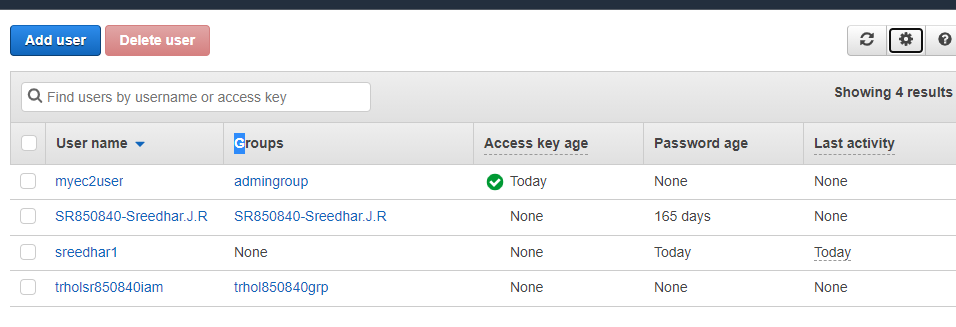 Add user Delete user
Find users by username or access key
Showing 4 results
User name Groups Access key age Password age Last activity
myec2user admingroup Today None None
SR850840-Sreedhar.J.R SR850840-Sreedhar.J.R None 165 days None
sreedhar1 None None Today Today
trholsr850840iam trhol850840grp None None None